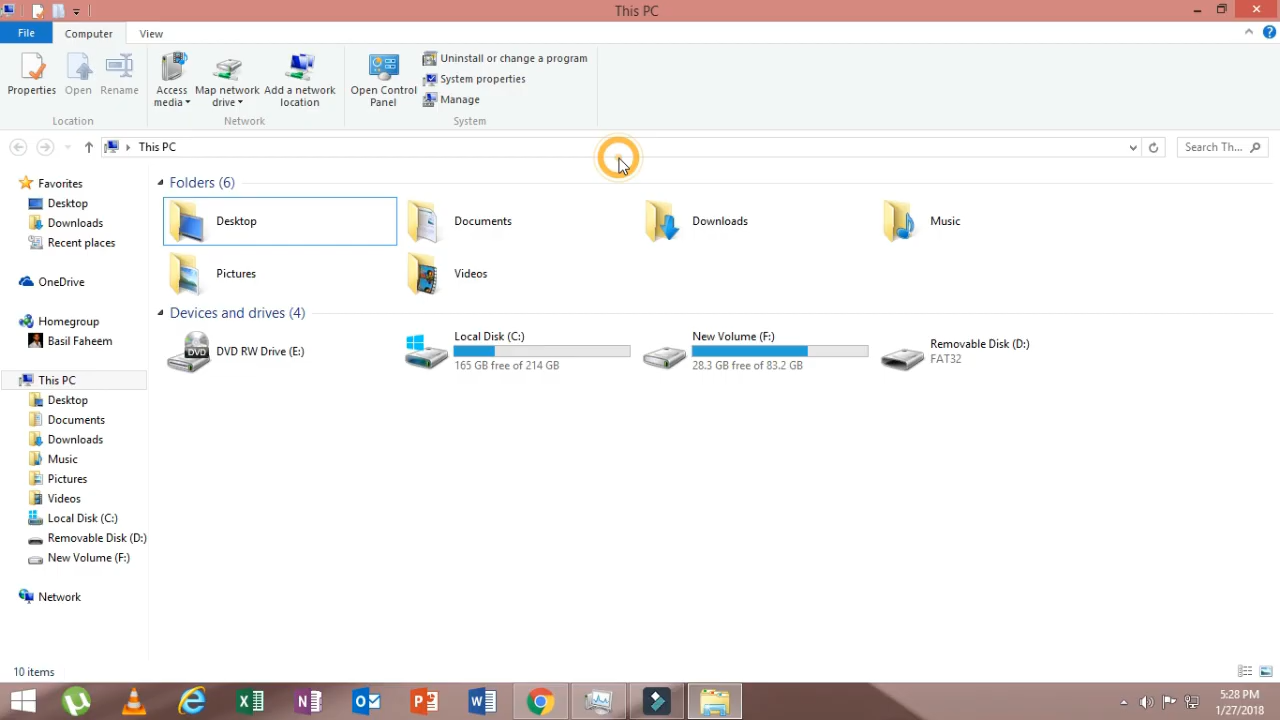 This PC
File
Computer
View
Properties
Open
Rename
Access media
Map network drive
Add a network location
Open Control Panel
Uninstall or change a program
System properties
Manage
Location
Network
System
This PC
Search Th...
Favorites
Desktop
Downloads
Recent places
OneDrive
Homegroup
Basil Faheem
This PC
Desktop
Documents
Downloads
Music
Pictures
Videos
Local Disk (C:)
Removable Disk (D:)
New Volume (F:)
Network
Folders (6)
Desktop
Documents
Downloads
Music
Pictures
Videos
Devices and drives (4)
DVD
DVD RW Drive (E:)
Local Disk (C:)
165 GB free of 214 GB
New Volume (F:)
28.3 GB free of 83.2 GB
Removable Disk (D:)
FAT32
10 items
5:28 PM
1/27/2018